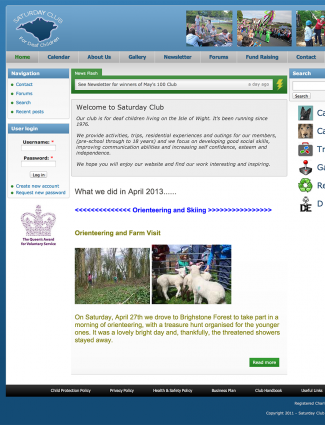 SATURDAY CLUB
For Deaf Children
Home Calendar About Us Gallery Newsletter Forums Fund Raising Contact
Navigation
Contact
Forums
Search
Recent posts
User login
Username: *
Password: *
Log in
Create new account
Request new password
The Queen's Award
for Voluntary Service
News Flash
See Newsletter for winners of May's 100 Club
Welcome to Saturday Club
Our club is for deaf children living on the Isle of Wight. It's been running since
1976.
We provide activities, trips, residential experiences and outings for our members,
(pre-school through to 18 years) and we focus on developing good social skills,
improving communication abilities and increasing self confidence, esteem and
independence.
We hope you will enjoy our website and find our work interesting and inspiring.
What we did in April 2013......
<<<<<<<<<<<<<< Orienteering and Skiing >>>>>>>>>>>>>>>>
Orienteering and Farm Visit
On Saturday, April 27th we drove to Brighstone Forest to take part in a
morning of orienteering, with a treasure hunt organised for the younger
ones. It was a lovely bright day and, thankfully, the threatened showers
stayed away.
Read more
Search
Search
Ca
Ca
Tr
Ga
Re
D
Child Protection Policy Privacy Policy Health & Safety Policy Business Plan Club Handbook Useful Links
Registered Chari
Copyright 2011 - Saturday Club